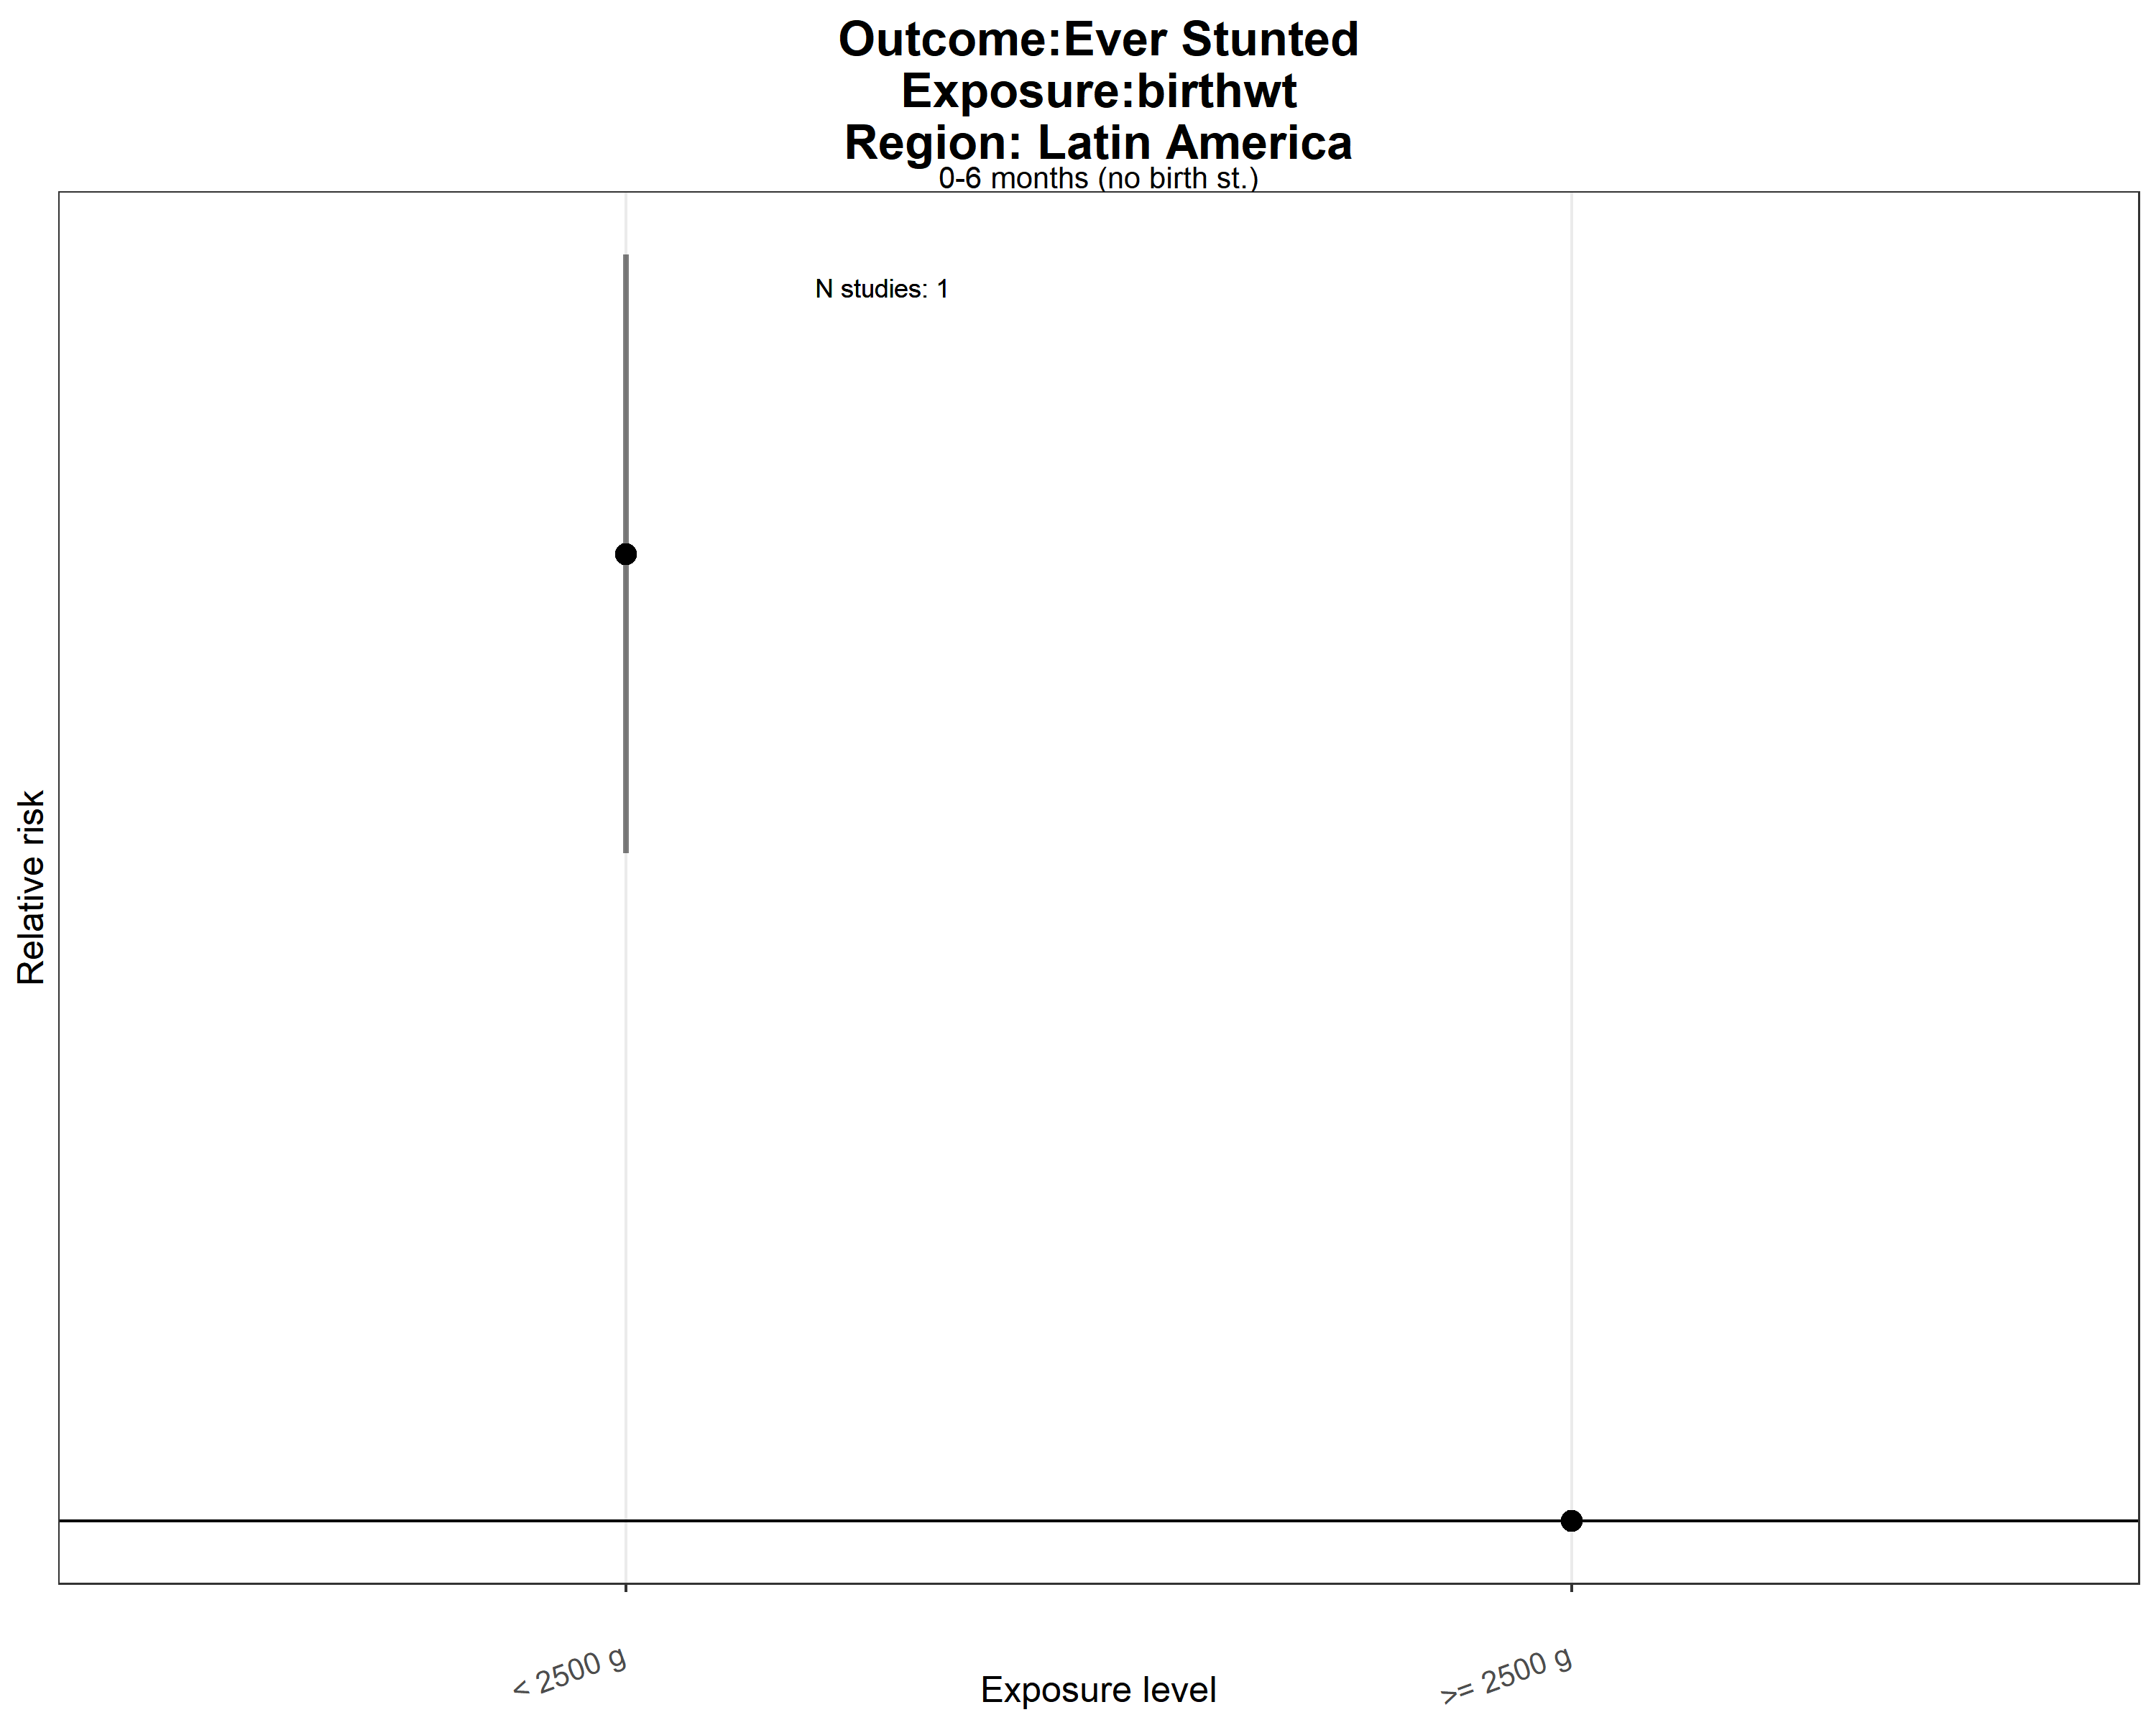 Outcome:Ever Stunted
Exposure:birthwt
Region: Latin America
0-6 months (no birth st.)
N studies: 1
Relative risk
< 2500 g
>= 2500 g
Exposure level